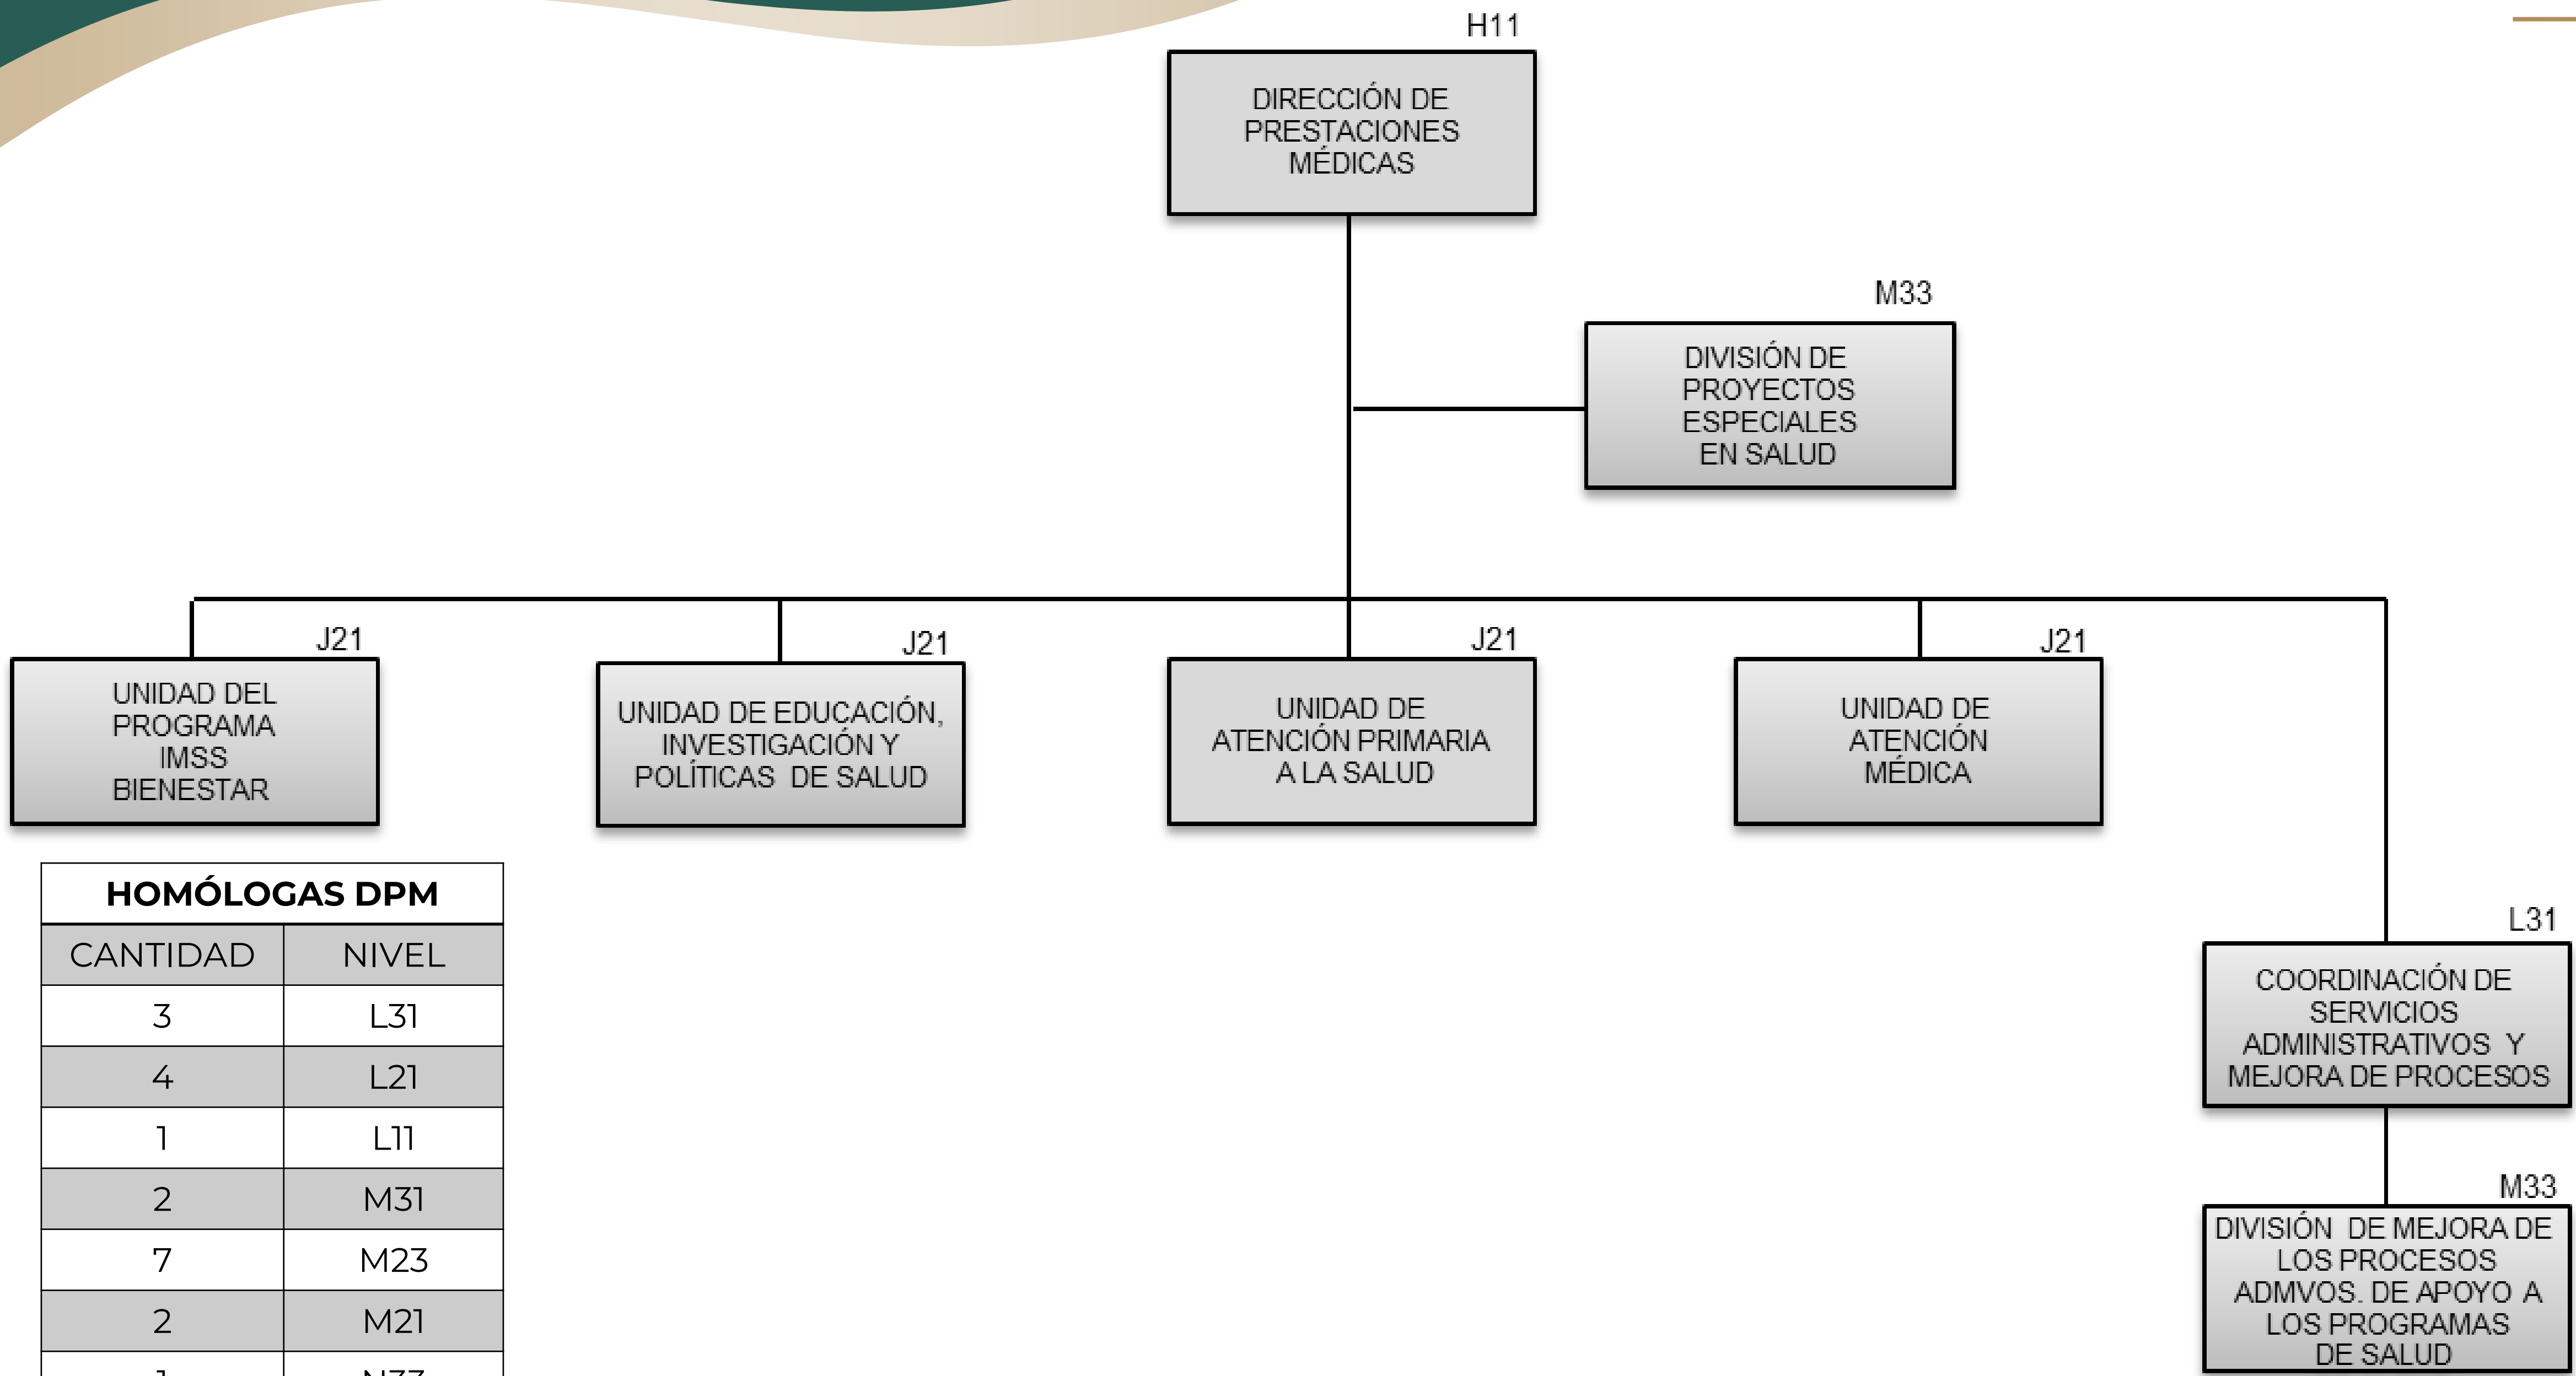 H11
DIRECCIÓN DE
PRESTACIONES
MÉDICAS
M33
DIVISIÓN DE
PROYECTOS
ESPECIALES
EN SALUD
J21
UNIDAD DEL
PROGRAMA
IMSS
BIENESTAR
J21
UNIDAD DE EDUCACIÓN,
INVESTIGACIÓN Y
POLÍTICAS DE SALUD
J21
UNIDAD DE
ATENCIÓN PRIMARIA
A LA SALUD
J21
UNIDAD DE
ATENCIÓN
MÉDICA
L31
COORDINACIÓN DE
SERVICIOS
ADMINISTRATIVOS Y
MEJORA DE PROCESOS
M33
DIVISIÓN DE MEJORA DE
LOS PROCESOS
ADMVOS. DE APOYO A
LOS PROGRAMAS
DE SALUD
HOMÓLOGAS DPM
CANTIDAD NIVEL
3 L31
4 L21
1 L11
2 M31
7 M23
2 M21